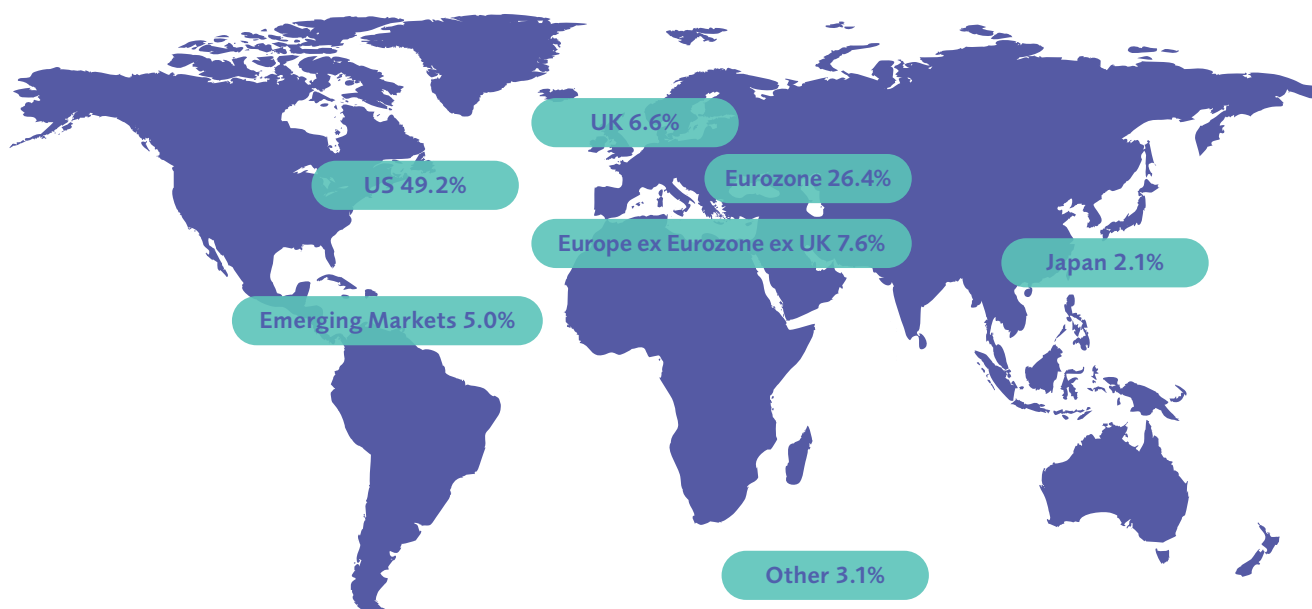 UK 6.6%
US 49.2%
Eurozone 26.4%
Europe ex Eurozone ex UK 7.6%
Japan 2.1%
Emerging Markets 5.0%
Other 3.1%